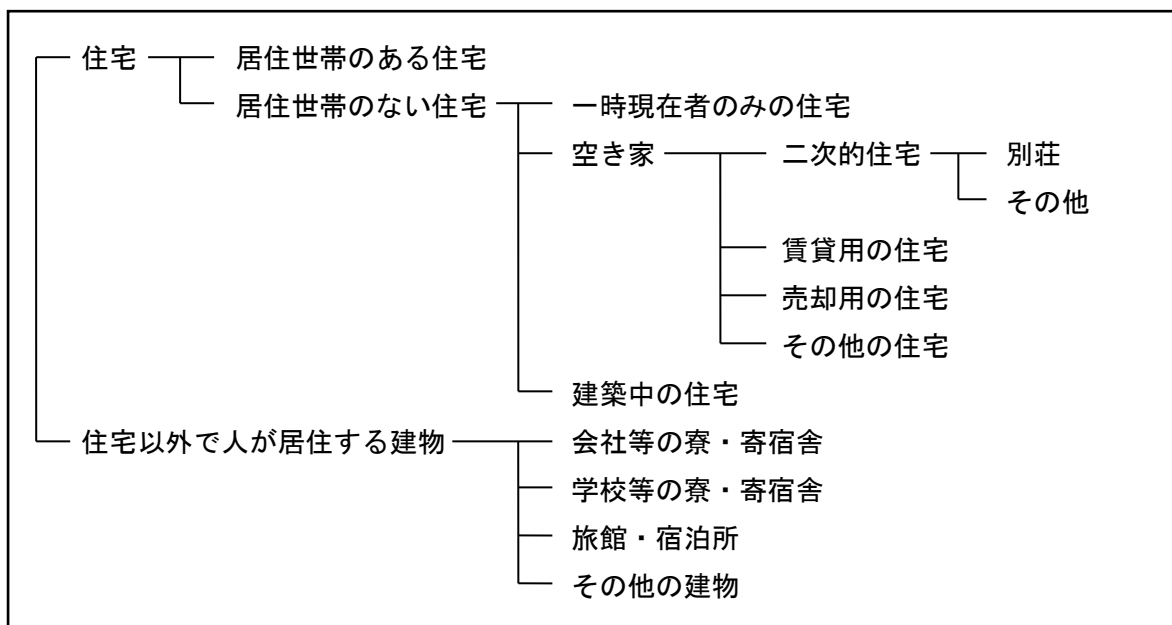 住宅 居住世帯のある住宅
居住世帯のない住宅 一時現在者のみの住宅
空き家 二次的住宅 別荘
その他
賃貸用の住宅
売却用の住宅
その他の住宅
建築中の住宅
住宅以外で人が居住する建物 会社等の寮・寄宿舎
学校等の寮・寄宿舎
旅館・宿泊所
その他の建物